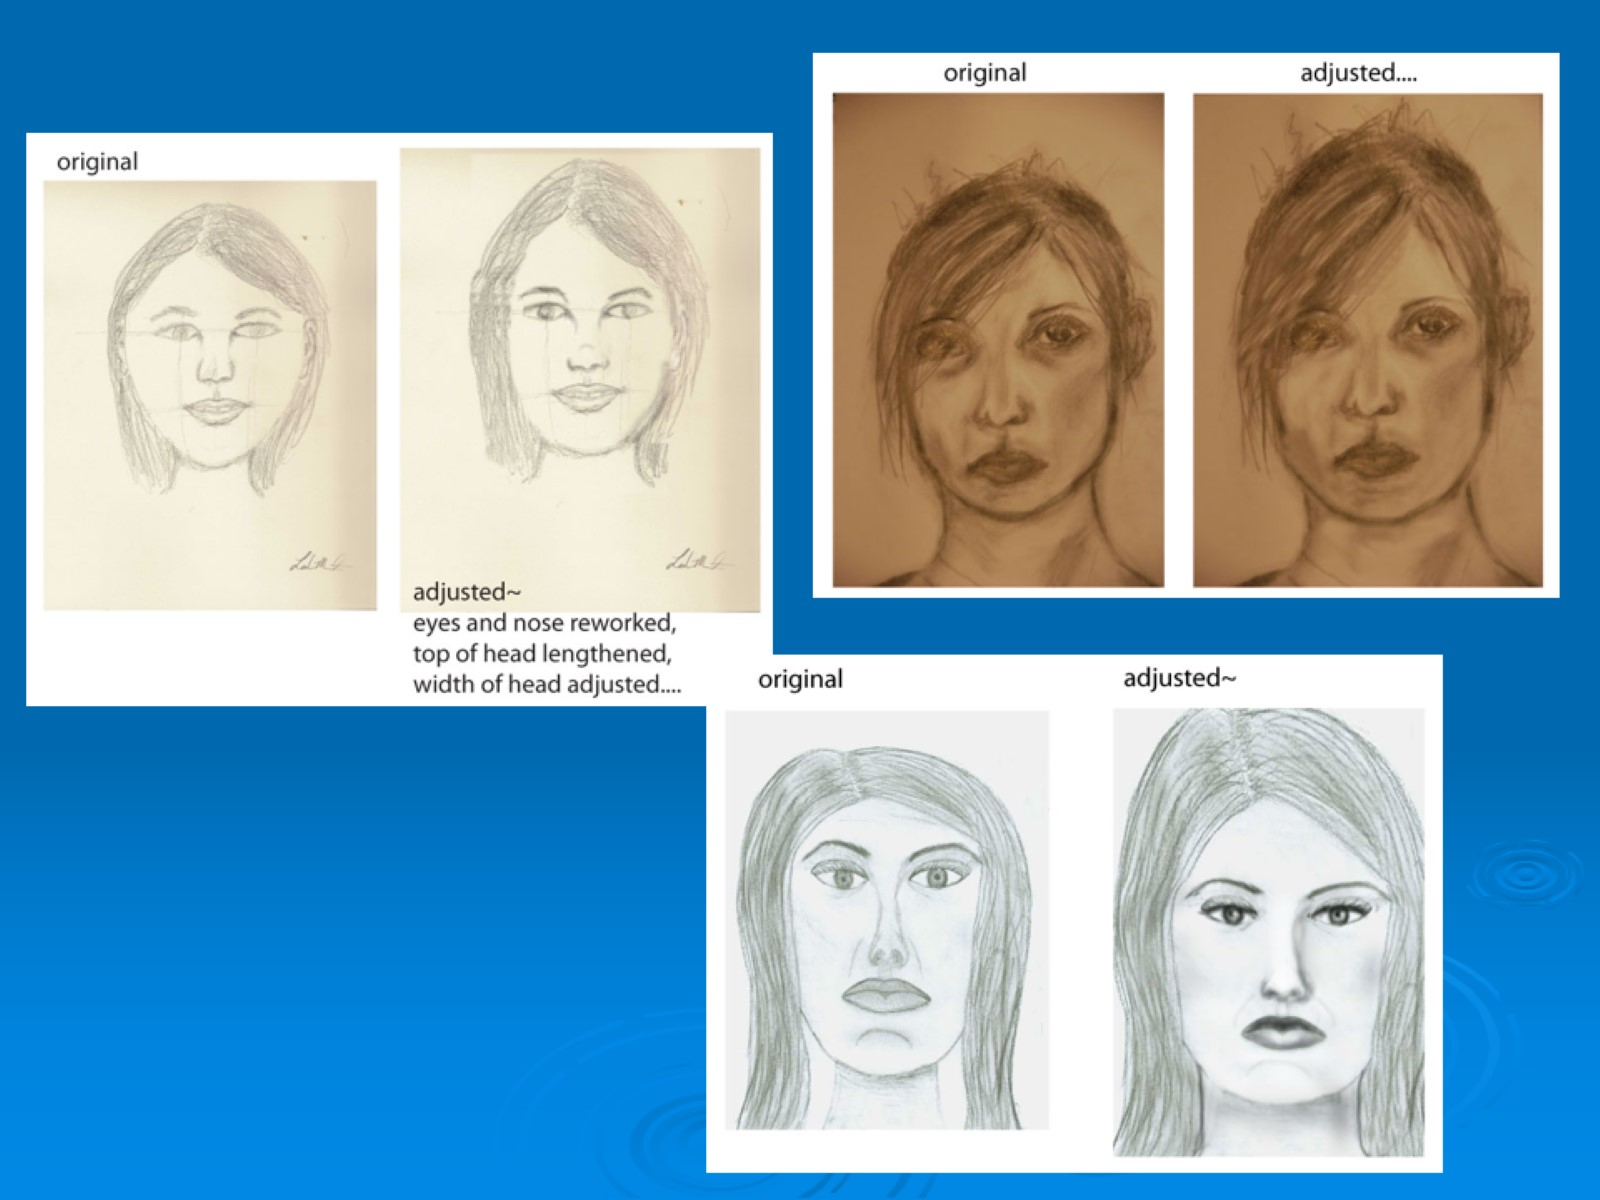 original
adjusted~
eyes and nose reworked,
top of head lengthened,
width of head adjusted....
original
adjusted....
original
adjusted~